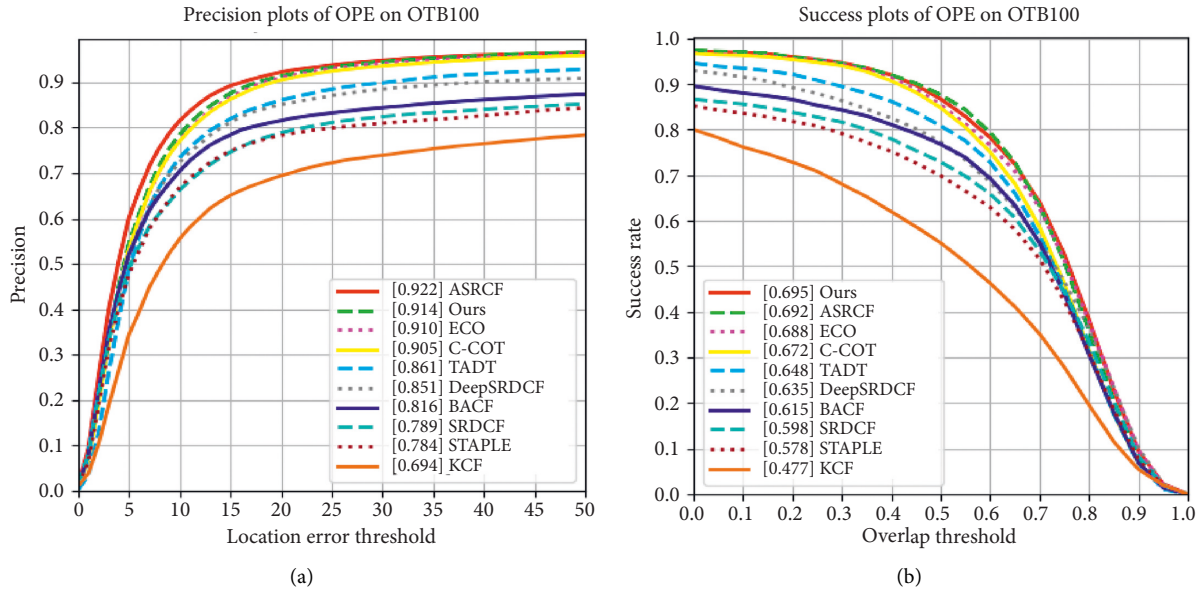 Precision plots of OPE on OTB100
Precision
0.9
0.8
0.7
0.6
0.5
0.4
0.3
0.2
0.1
0.0
[0.922] ASRCF
[0.914] Ours
[0.910] ECO
[0.905] C-COT
[0.861] TADT
[0.851] DeepSRDCF
[0.816] BACF
[0.789] SRDCF
[0.784] STAPLE
[0.694] KCF
0 5 10 15 20 25 30 35 40 45 50
Location error threshold
(a)
Success plots of OPE on OTB100
Success rate
1.0
0.9
0.8
0.7
0.6
0.5
0.4
0.3
0.2
0.1
0.0
[0.695] Ours
[0.692] ASRCF
[0.688] ECO
[0.672] C-COT
[0.648] TADT
[0.635] DeepSRDCF
[0.615] BACF
[0.598] SRDCF
[0.578] STAPLE
[0.477] KCF
0.0 0.1 0.2 0.3 0.4 0.5 0.6 0.7 0.8 0.9 1.0
Overlap threshold
(b)